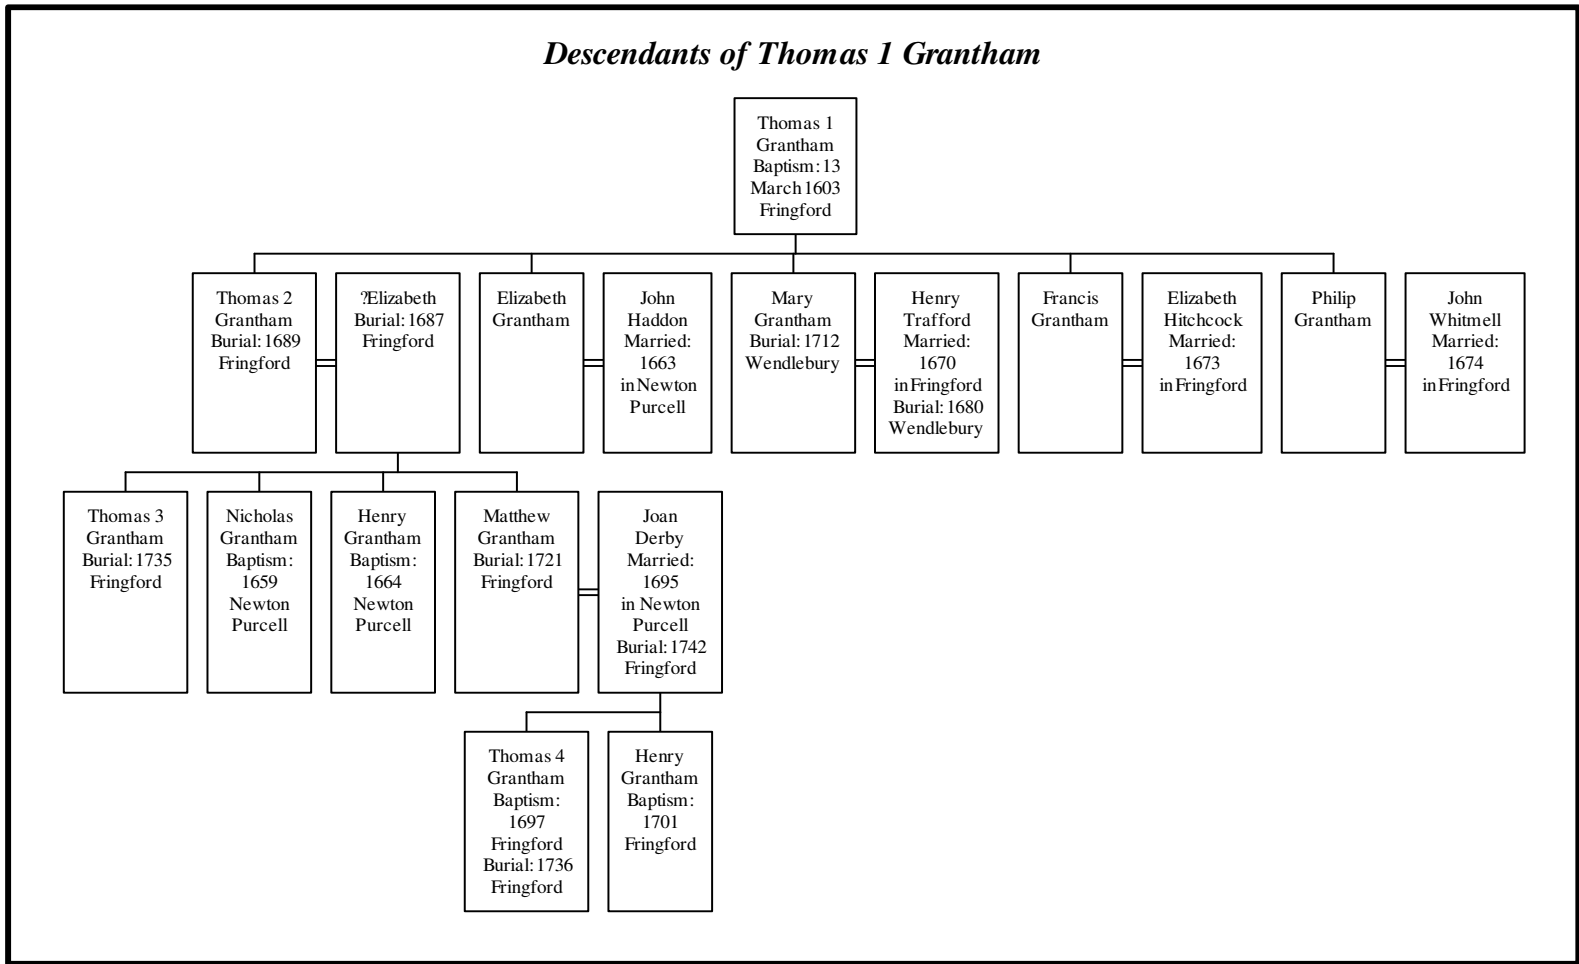 Descendants of Thomas 1 Grantham
Thomas 1
Grantham
Baptism: 13
March 1603
Fringford
Thomas 2
Grantham
Burial: 1689
Fringford
?Elizabeth
Burial: 1687
Fringford
Elizabeth
Grantham
John
Haddon
Married:
1663
in Newton
Purcell
Mary
Grantham
Burial: 1712
Wendlebury
Henry
Trafford
Married:
1670
in Fringford
Burial: 1680
Wendlebury
Francis
Grantham
Elizabeth
Hitchcock
Married:
1673
in Fringford
Philip
Grantham
John
Whitmell
Married:
1674
in Fringford
Thomas 3
Grantham
Burial: 1735
Fringford
Nicholas
Grantham
Baptism:
1659
Newton
Purcell
Henry
Grantham
Baptism:
1664
Newton
Purcell
Matthew
Grantham
Burial: 1721
Fringford
Joan
Derby
Married:
1695
in Newton
Purcell
Burial: 1742
Fringford
Thomas 4
Grantham
Baptism:
1697
Fringford
Burial: 1736
Fringford
Henry
Grantham
Baptism:
1701
Fringford